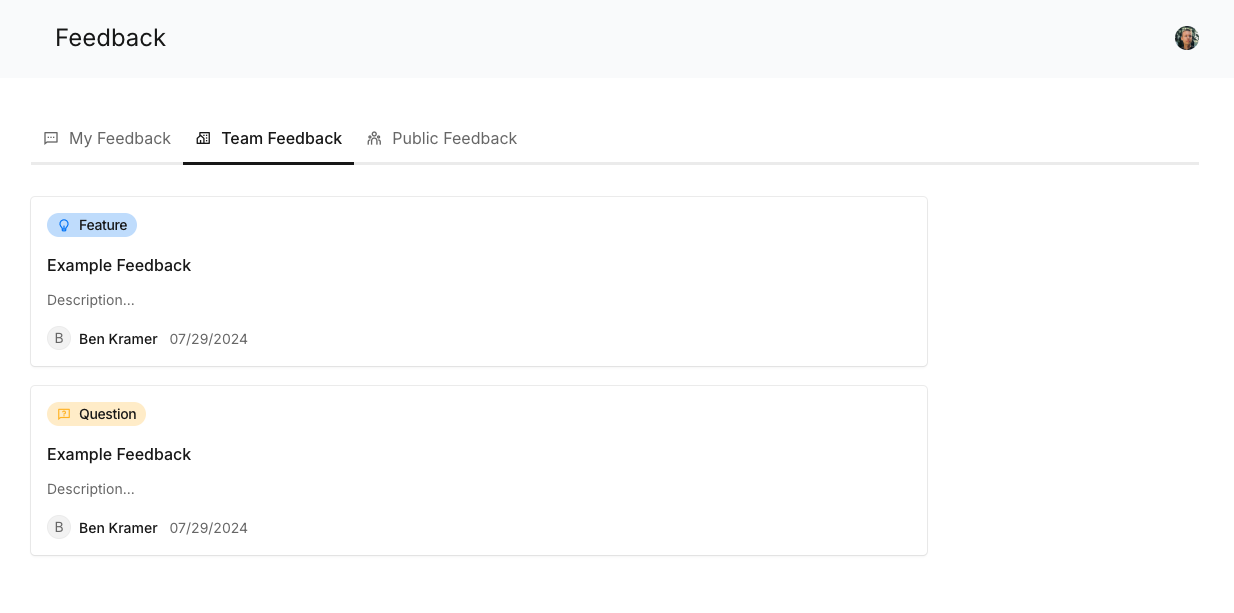 Feedback
My Feedback Team Feedback Public Feedback
Feature
Example Feedback
Description...
B Ben Kramer 07/29/2024
Question
Example Feedback
Description...
B Ben Kramer 07/29/2024